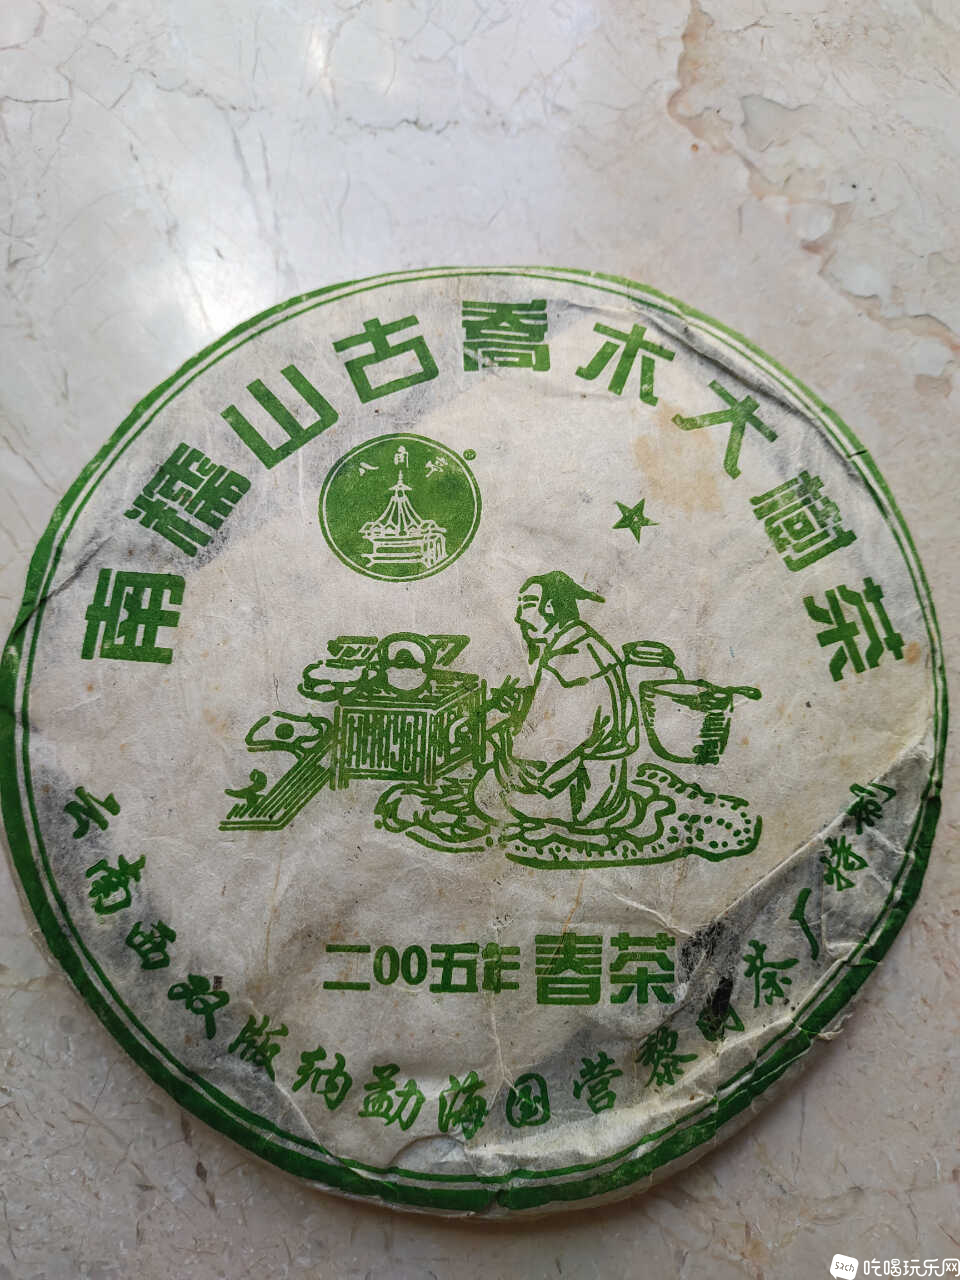 南糯山古喬木大樹茶
八角亭
二00五年 春茶
云南西双版纳勐海国营黎明茶厂特制
吃喝玩乐网